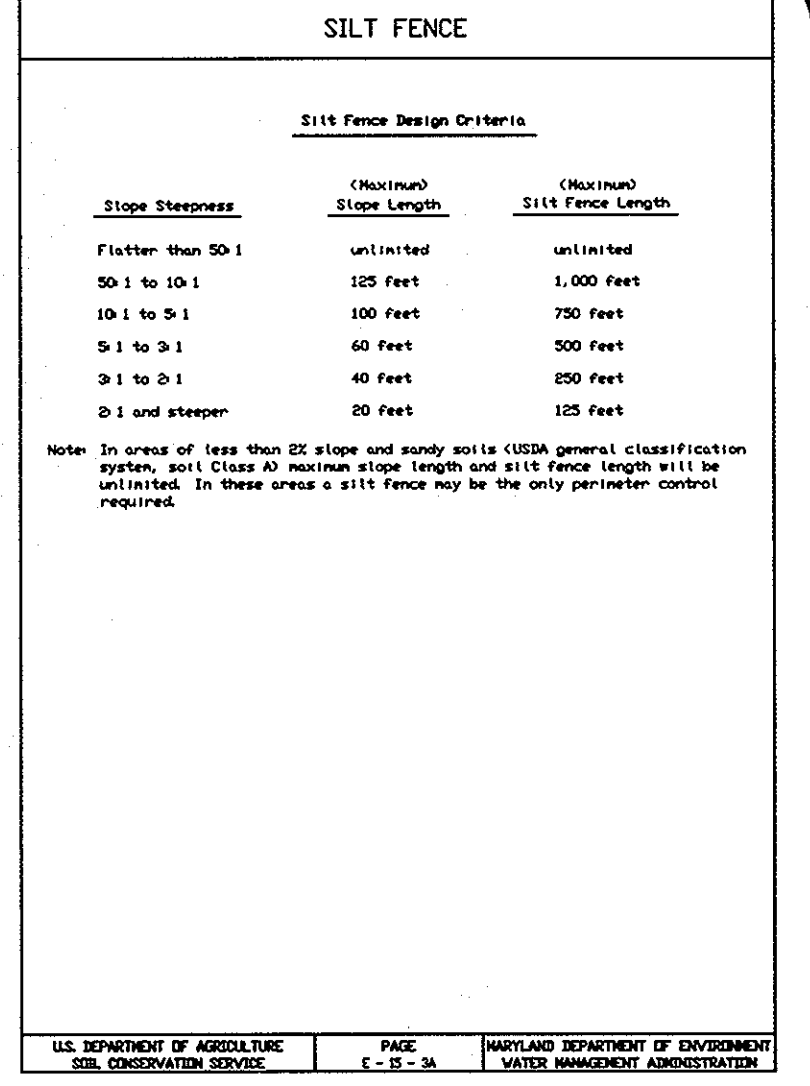 SILT FENCE
Silt Fence Design Criteria
(Maximum) (Maximum)
Slope Steepness Slope Length Silt Fence Length
Flatter than 50:1 unlimited unlimited
50:1 to 10:1 125 feet 1,000 feet
10:1 to 5:1 100 feet 750 feet
5:1 to 3:1 60 feet 500 feet
3:1 to 2:1 40 feet 250 feet
2:1 and steeper 20 feet 125 feet
Note: In areas of less than 2% slope and sandy soils (USDA general classification
system, soil Class A) maximum slope length and silt fence length will be
unlimited. In these areas a silt fence may be the only perimeter control
required.
U.S. DEPARTMENT OF AGRICULTURE PAGE MARYLAND DEPARTMENT OF ENVIRONMENT
SOIL CONSERVATION SERVICE E - 15 - 3A WATER MANAGEMENT ADMINISTRATION